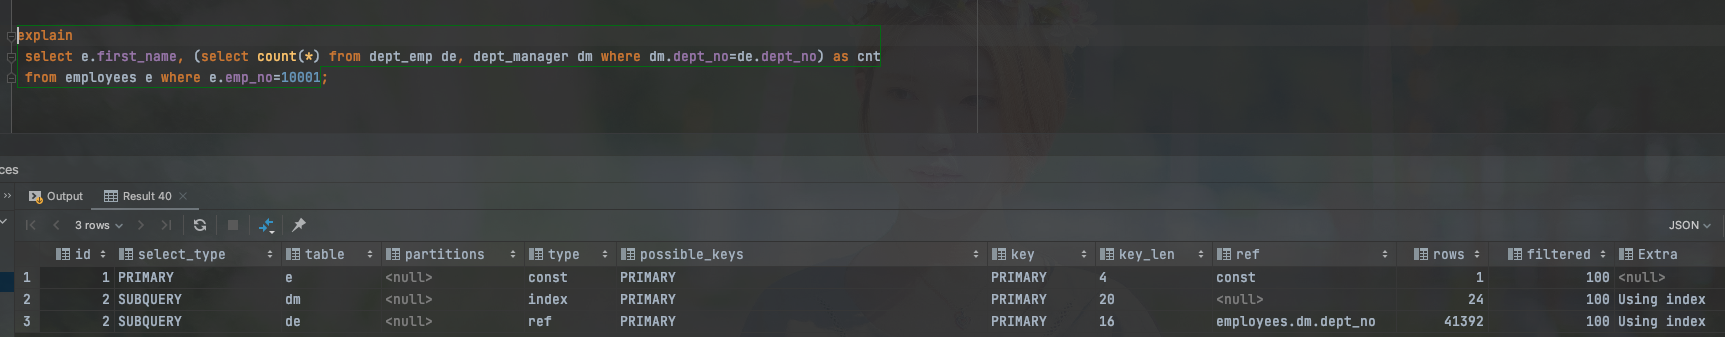 explain
select e.first_name, (select count(*) from dept_emp de, dept_manager dm where dm.dept_no=de.dept_no) as cnt
from employees e where e.emp_no=10001;
ces
Output Result 40
3 rows JSON
id select_type table partitions type possible_keys key key_len ref rows filtered Extra
1 1 PRIMARY e <null> const PRIMARY PRIMARY 4 const 1 100 <null>
2 2 SUBQUERY dm <null> index PRIMARY PRIMARY 20 <null> 24 100 Using index
3 2 SUBQUERY de <null> ref PRIMARY PRIMARY 16 employees.dm.dept_no 41392 100 Using index